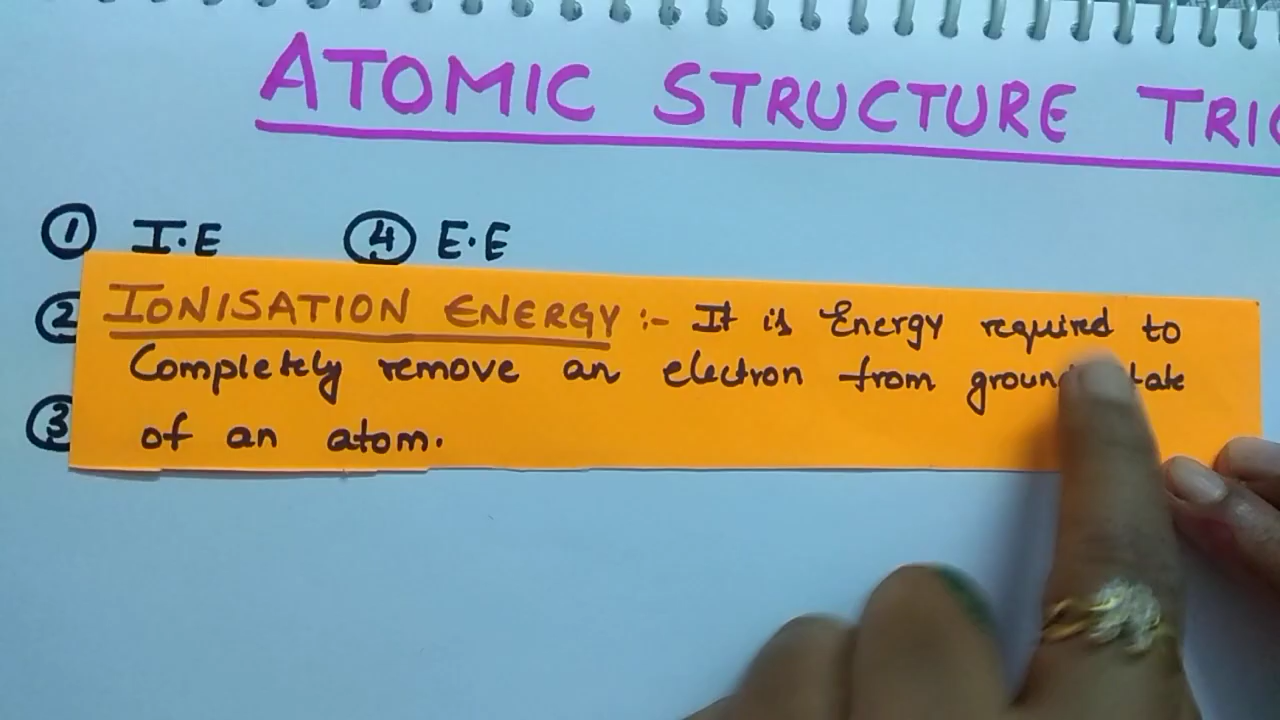 ATOMIC STRUCTURE
① I.E ④ E.E
②
③
IONISATION ENERGY :- It is Energy required to
Completely remove an electron from
of an atom.